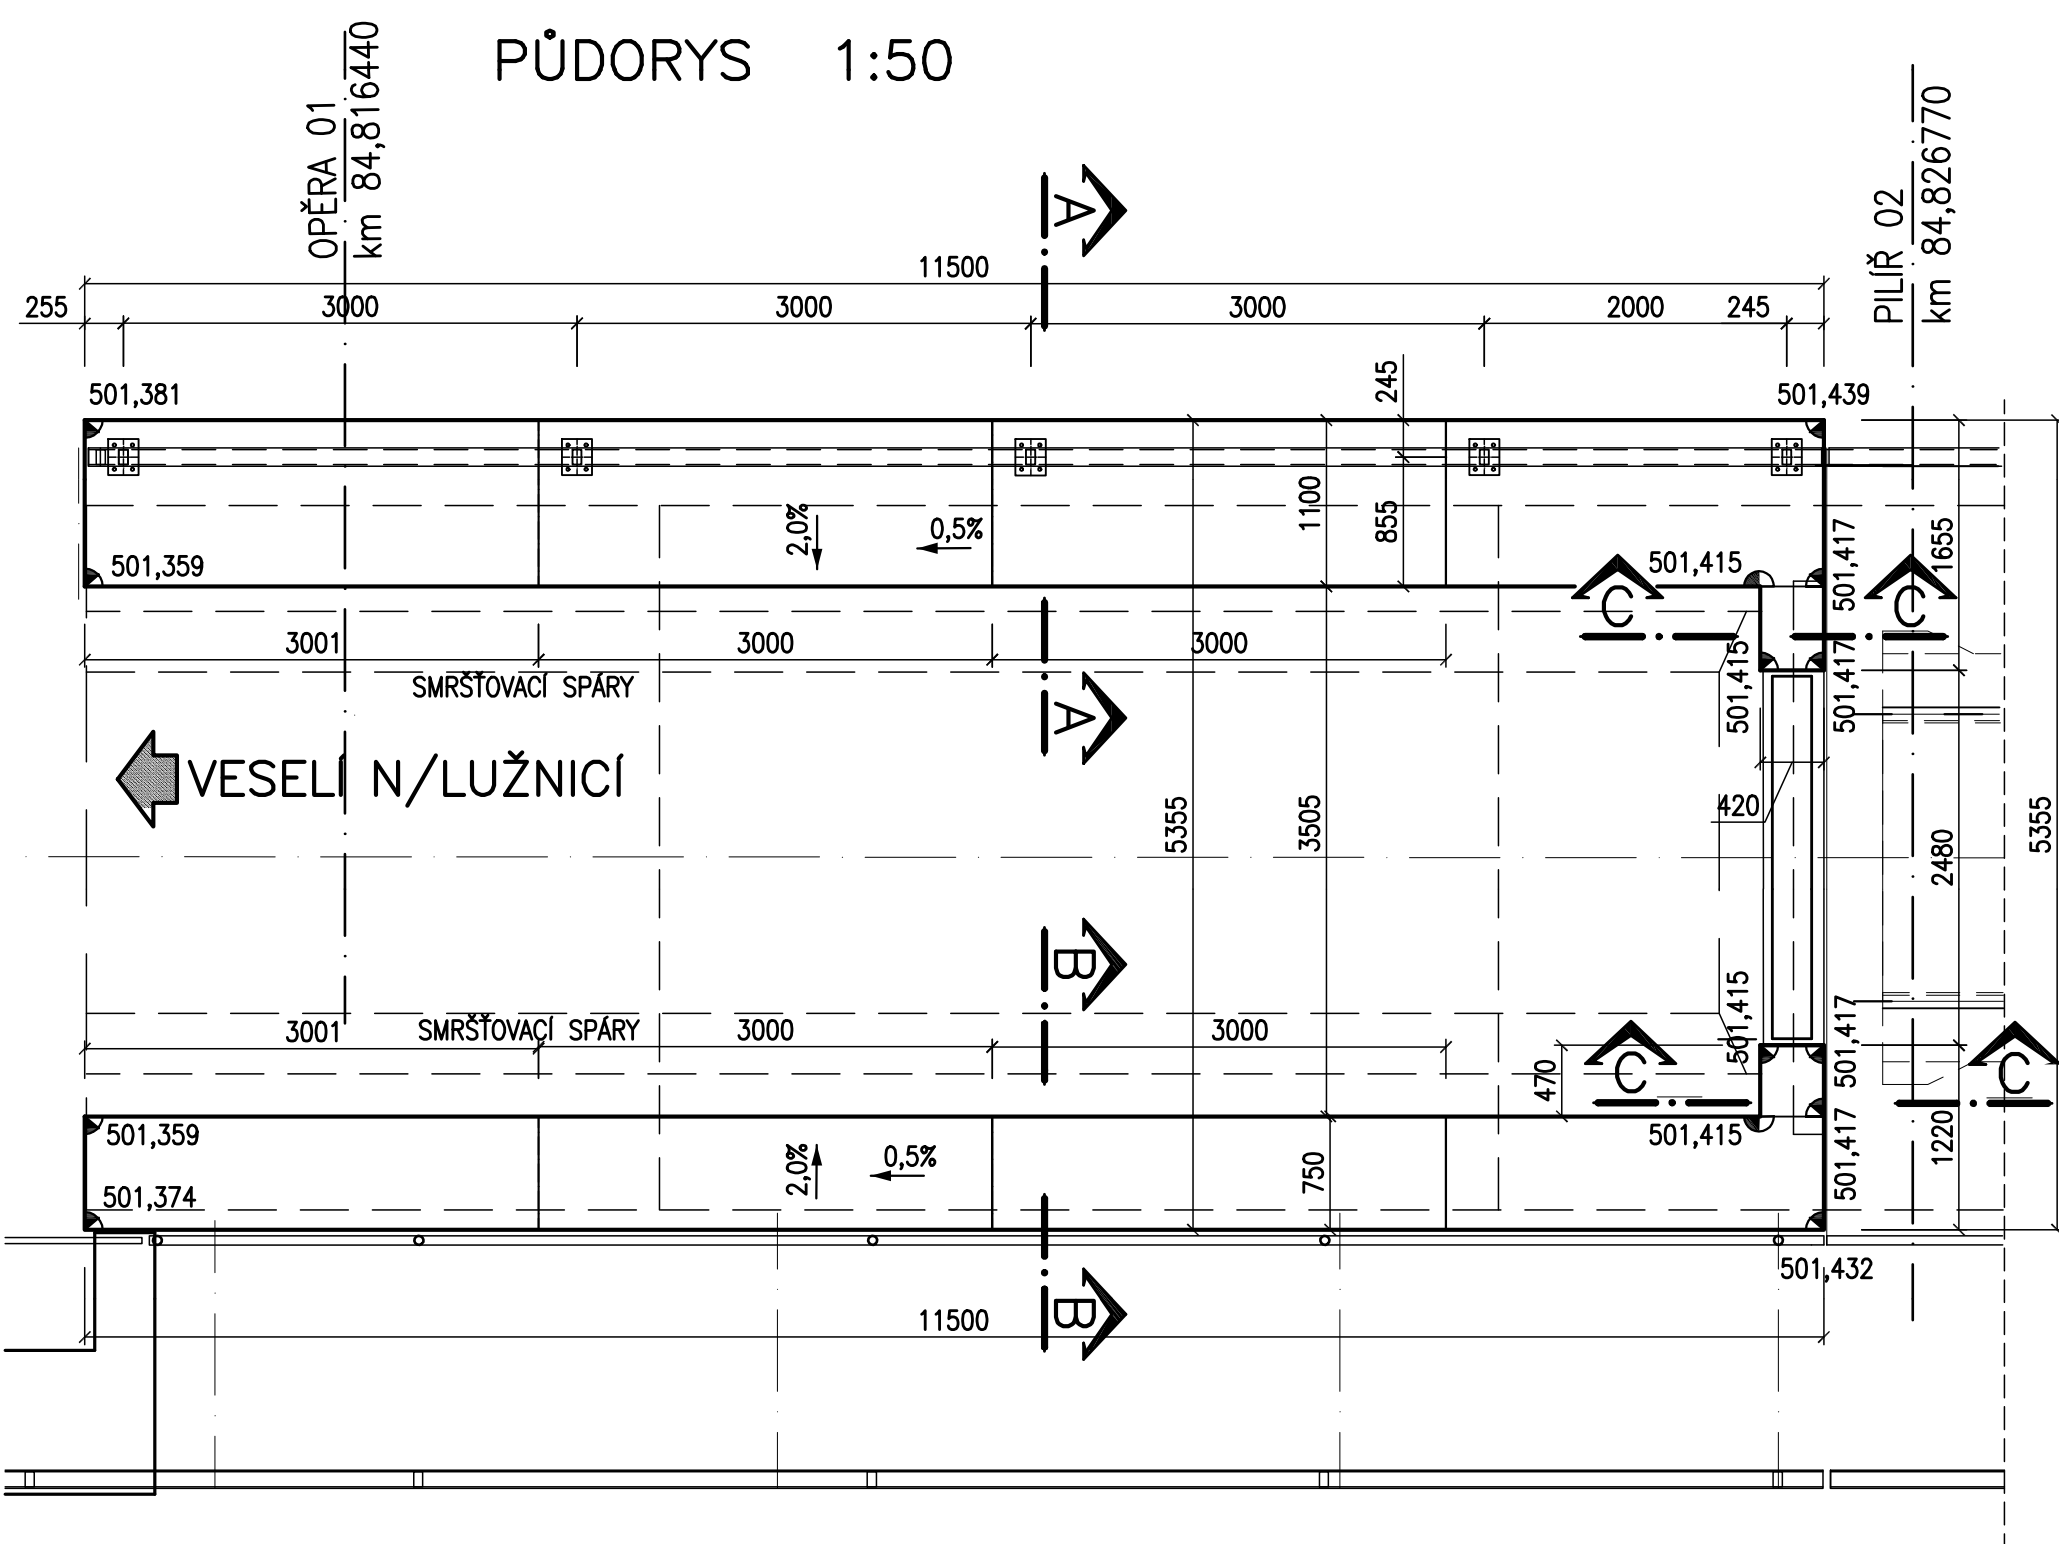 PŮDORYS 1:50
OPĚRA 01
km 84,816440
PILÍŘ 02
km 84,826770
A
11500
255
3000
3000
3000
2000
245
501,381
501,439
245
1100
855
2,0%
0,5%
501,359
501,415
501,417
1655
C
C
3001
3000
3000
SMRŠŤOVACÍ SPÁRY
501,415
501,417
A
VESELÍ N/LUŽNICÍ
5355
3505
420
2480
5355
B
501,415
501,417
3001
SMRŠŤOVACÍ SPÁRY
3000
3000
470
C
C
501,359
501,415
501,417
1220
2,0%
0,5%
750
501,374
501,432
11500
B